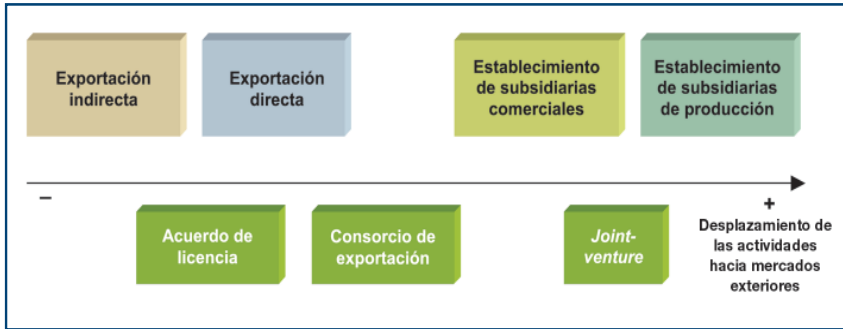 Exportación
indirecta
Exportación
directa
Establecimiento
de subsidiarias
comerciales
Establecimiento
de subsidiarias
de producción
–
+
Acuerdo de
licencia
Consorcio de
exportación
Joint-
venture
Desplazamiento de
las actividades
hacia mercados
exteriores